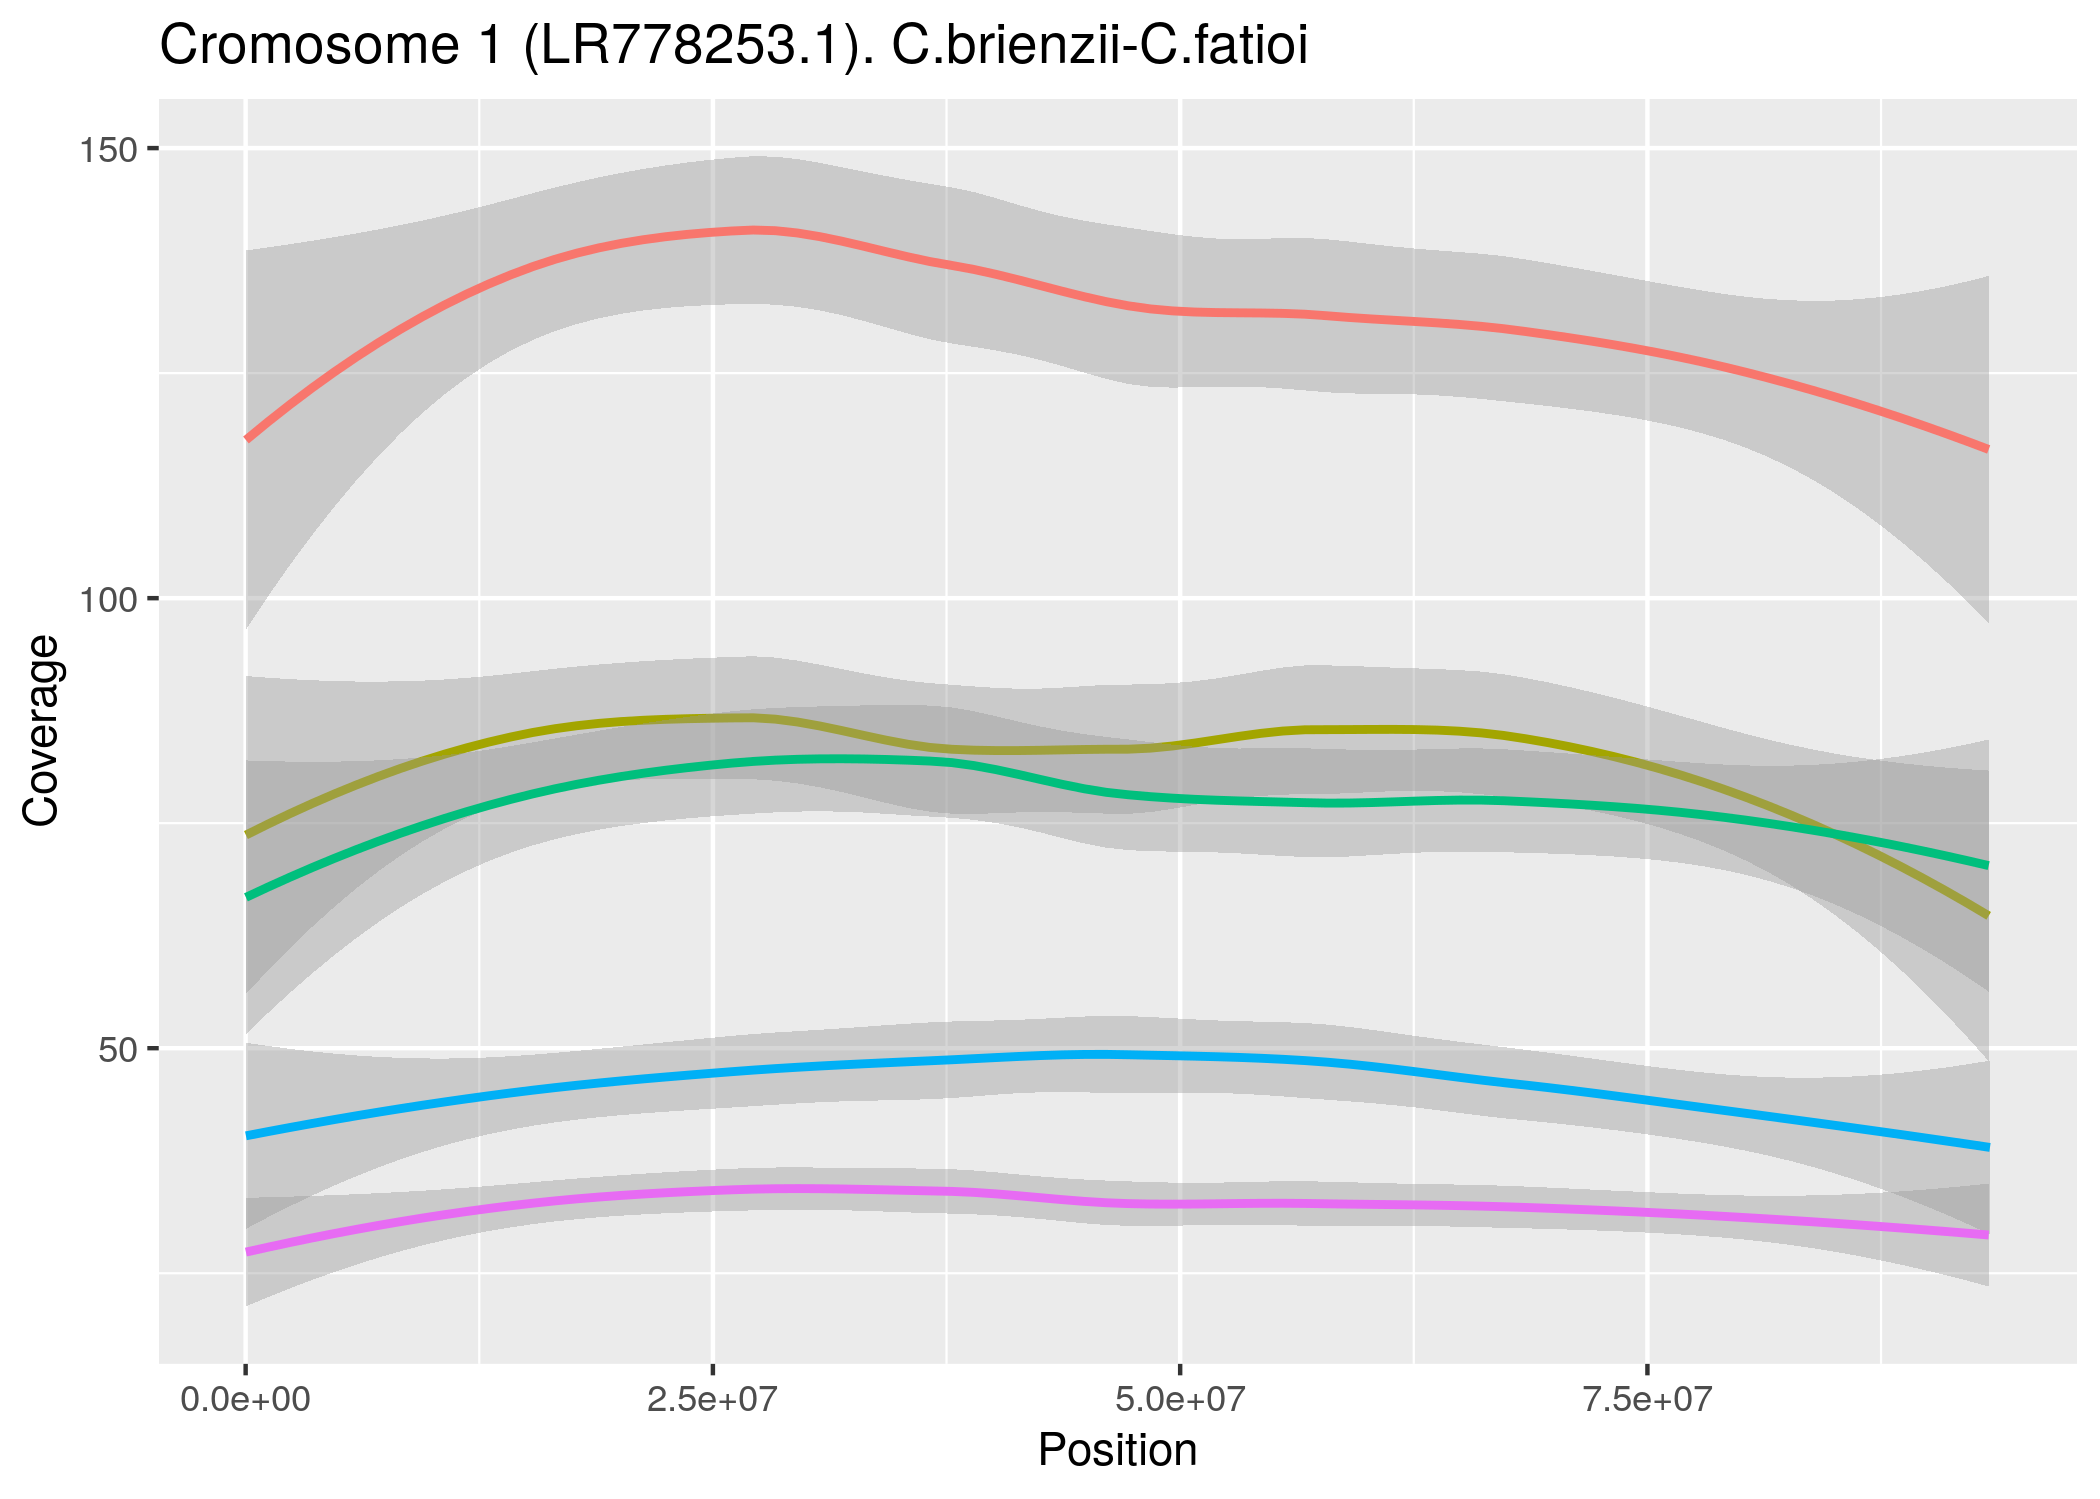 Cromosome 1 (LR778253.1). C.brienzii-C.fatioi
150
100
50
Coverage
0.0e+00
2.5e+07
5.0e+07
7.5e+07
Position